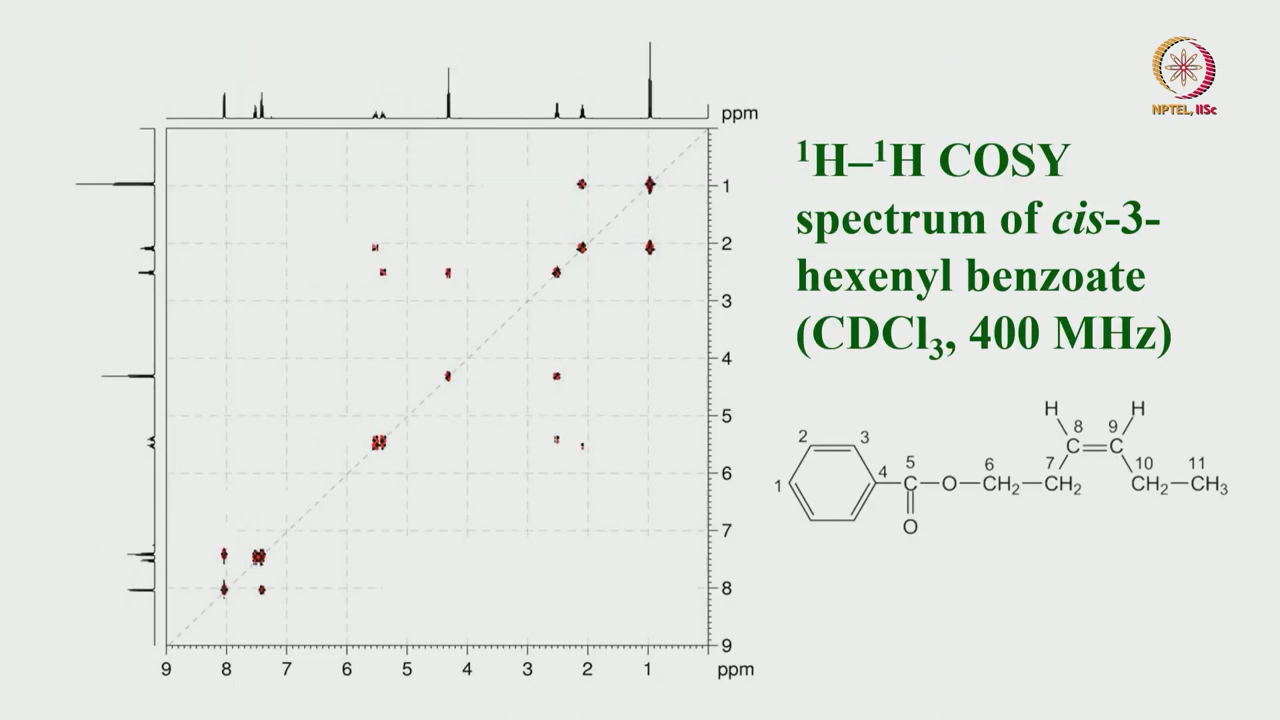 NPTEL, IISc
ppm
¹H–¹H COSY
spectrum of cis-3-
hexenyl benzoate
(CDCl₃, 400 MHz)
1
2
3
4
5
6
7
8
9
9 8 7 6 5 4 3 2 1 ppm
H H
8 9
2 3
C C
4 5 6 7 10 11
1
C O CH₂ CH₂ CH₂ CH₃
O